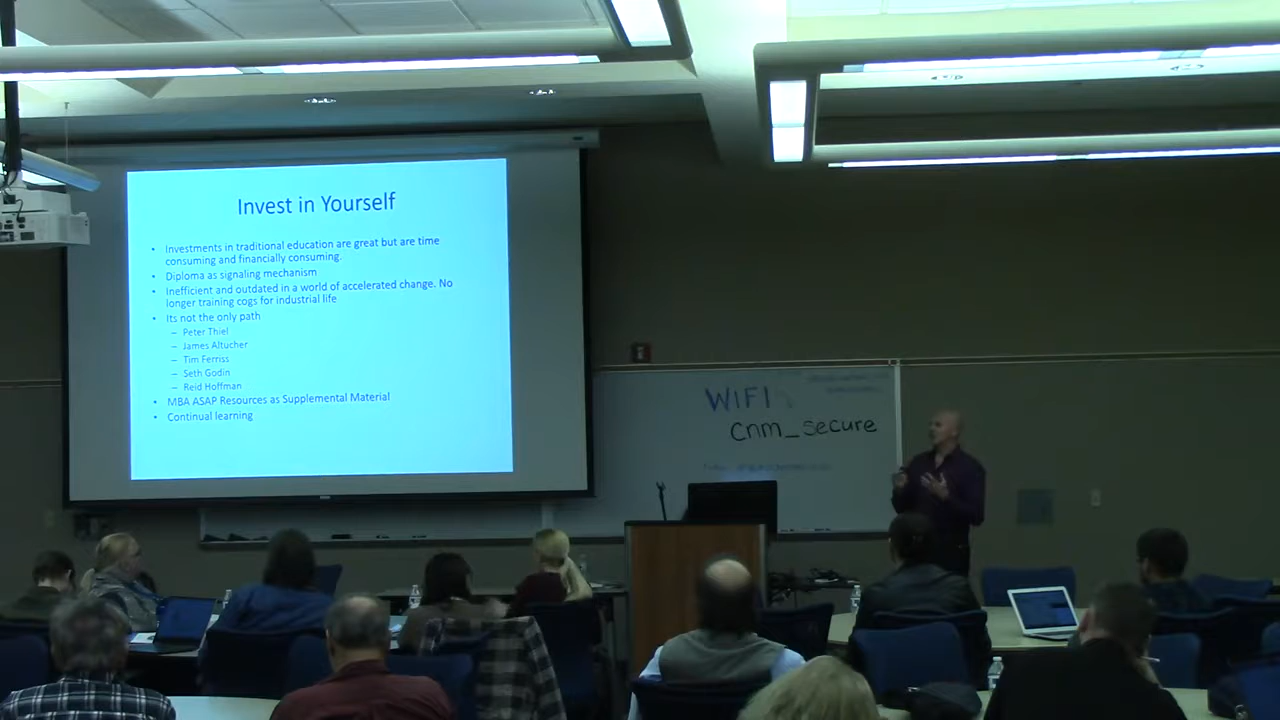 Invest in Yourself
• Investments in traditional education are great but are time
consuming and financially consuming.
• Diploma as signaling mechanism
• Inefficient and outdated in a world of accelerated change. No
longer training cogs for industrial life
• Its not the only path
– Peter Thiel
– James Altucher
– Tim Ferriss
– Seth Godin
– Reid Hoffman
• MBA ASAP Resources as Supplemental Material
• Continual learning
WIFI
Cnm_secure